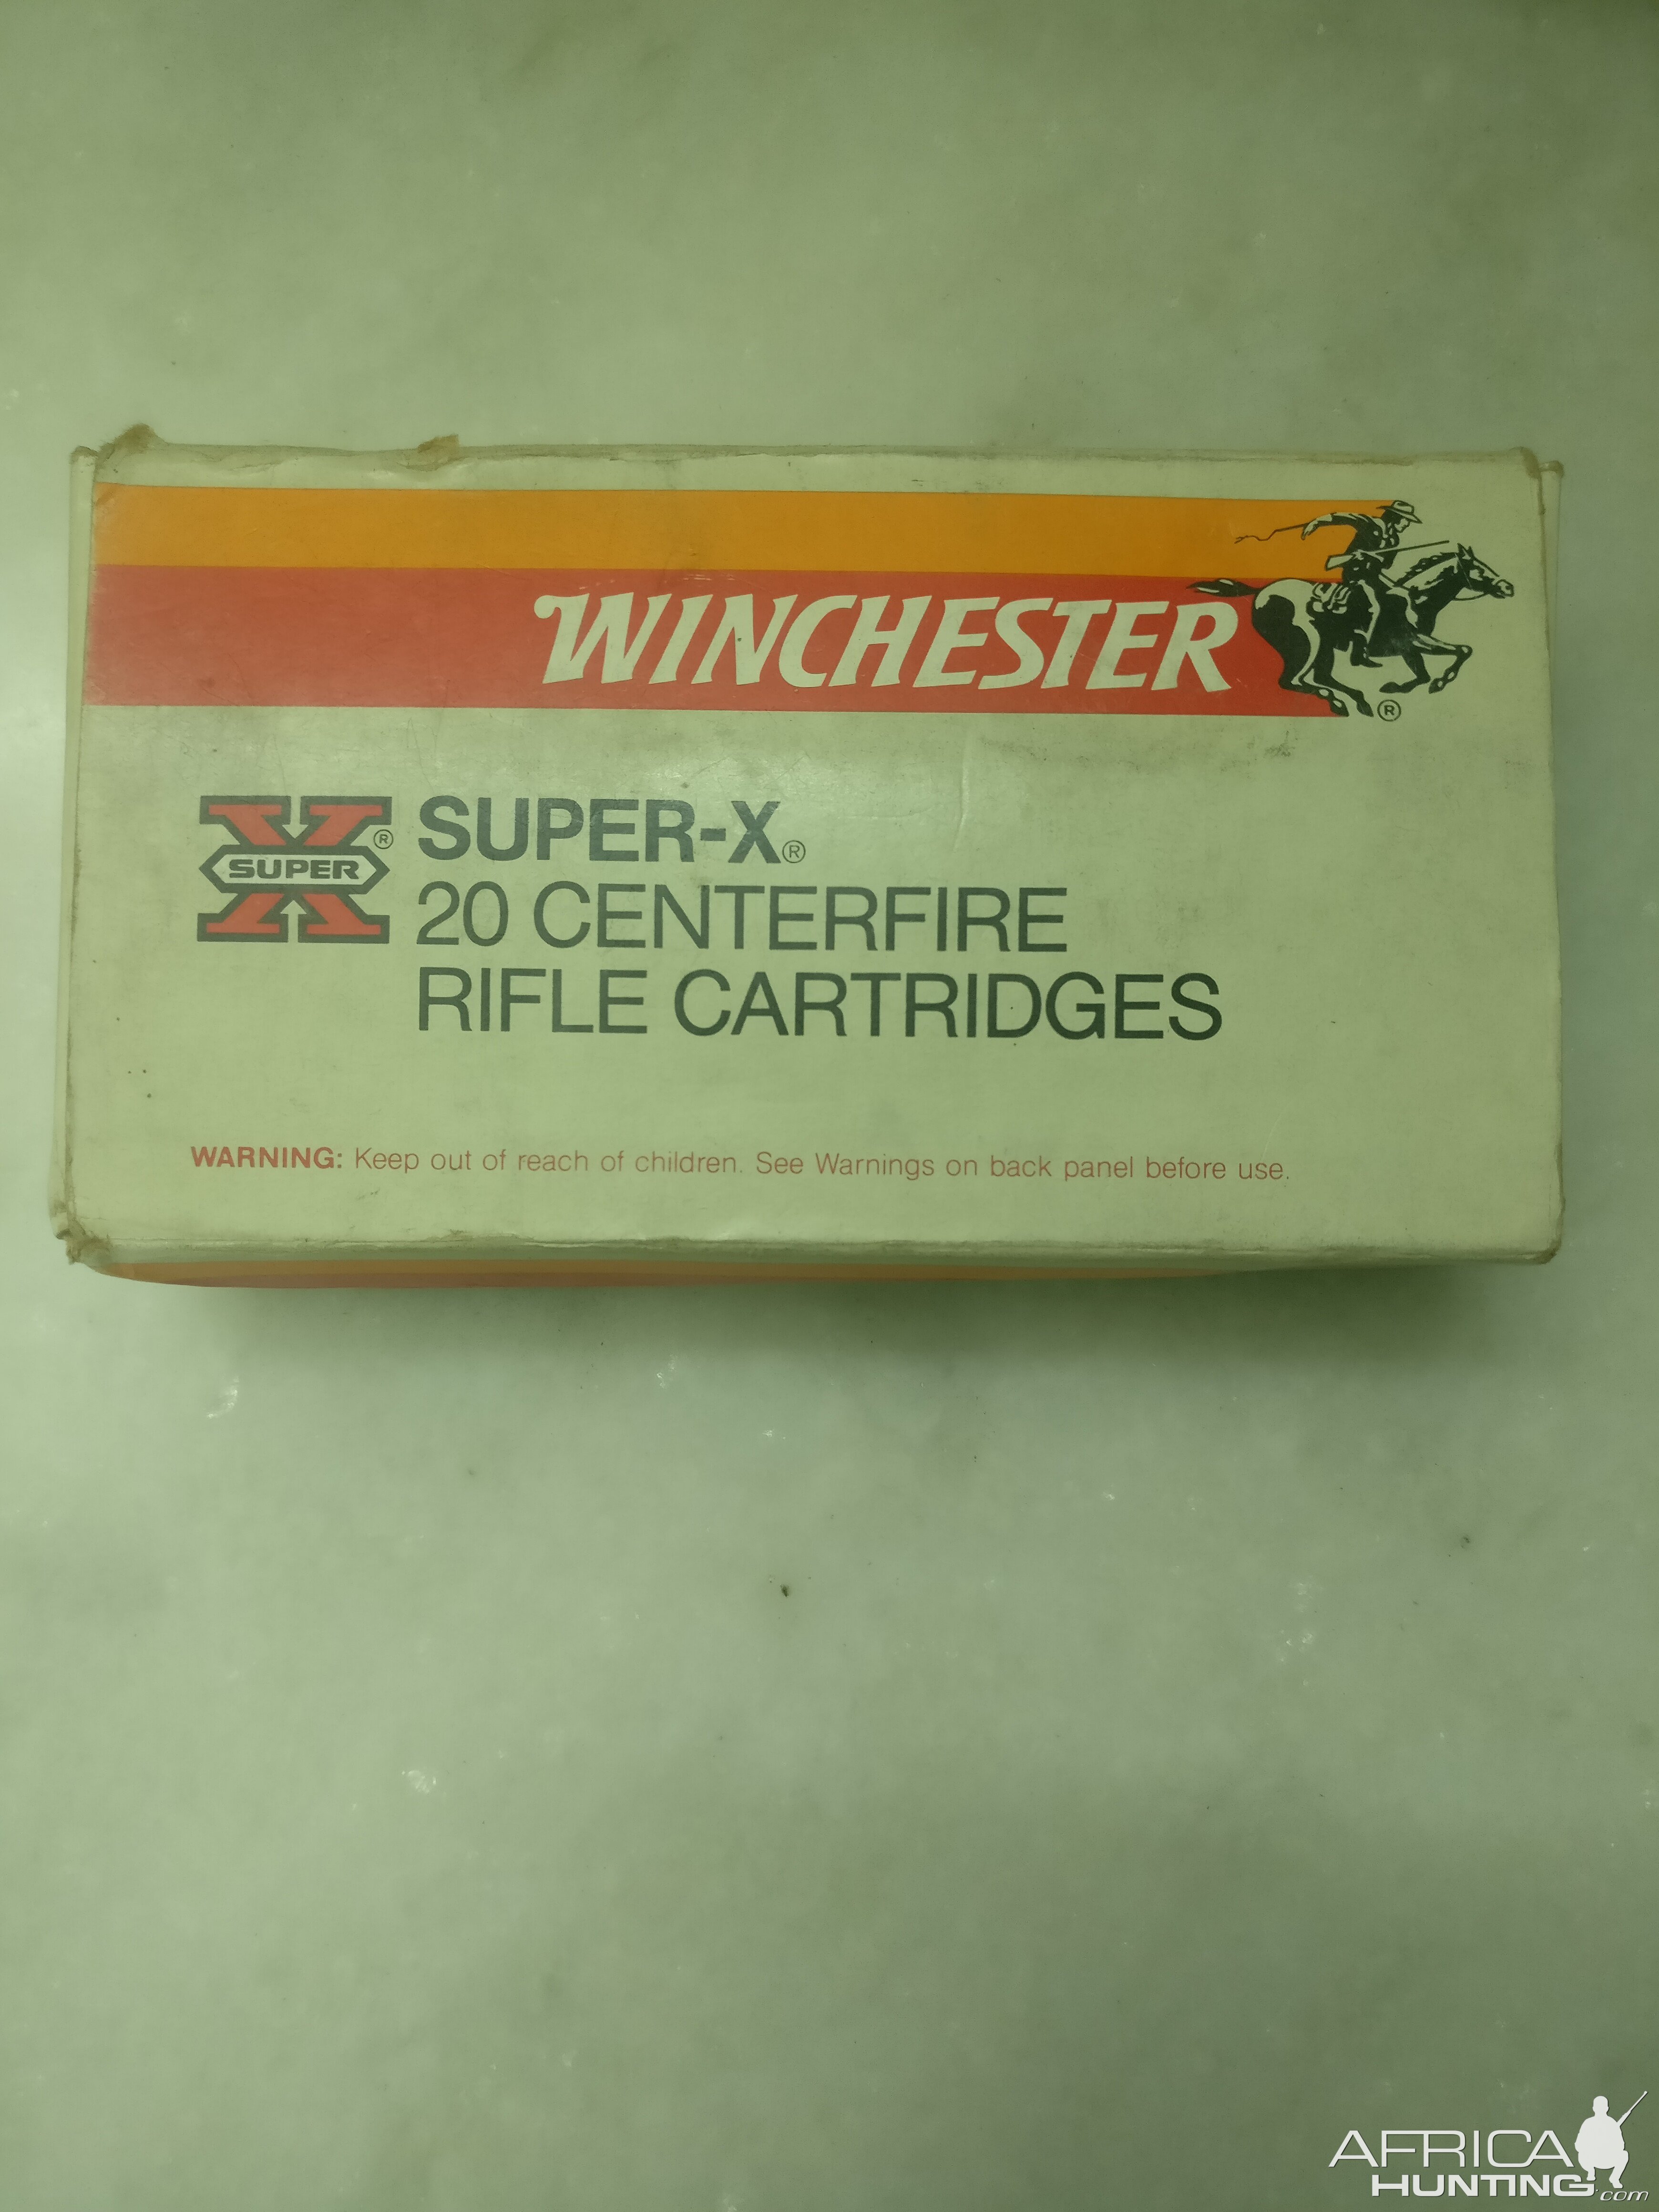 WINCHESTER®
SUPER ®
SUPER-X®
20 CENTERFIRE
RIFLE CARTRIDGES
WARNING: Keep out of reach of children. See Warnings on back panel before use.
AFRICA
HUNTING.com